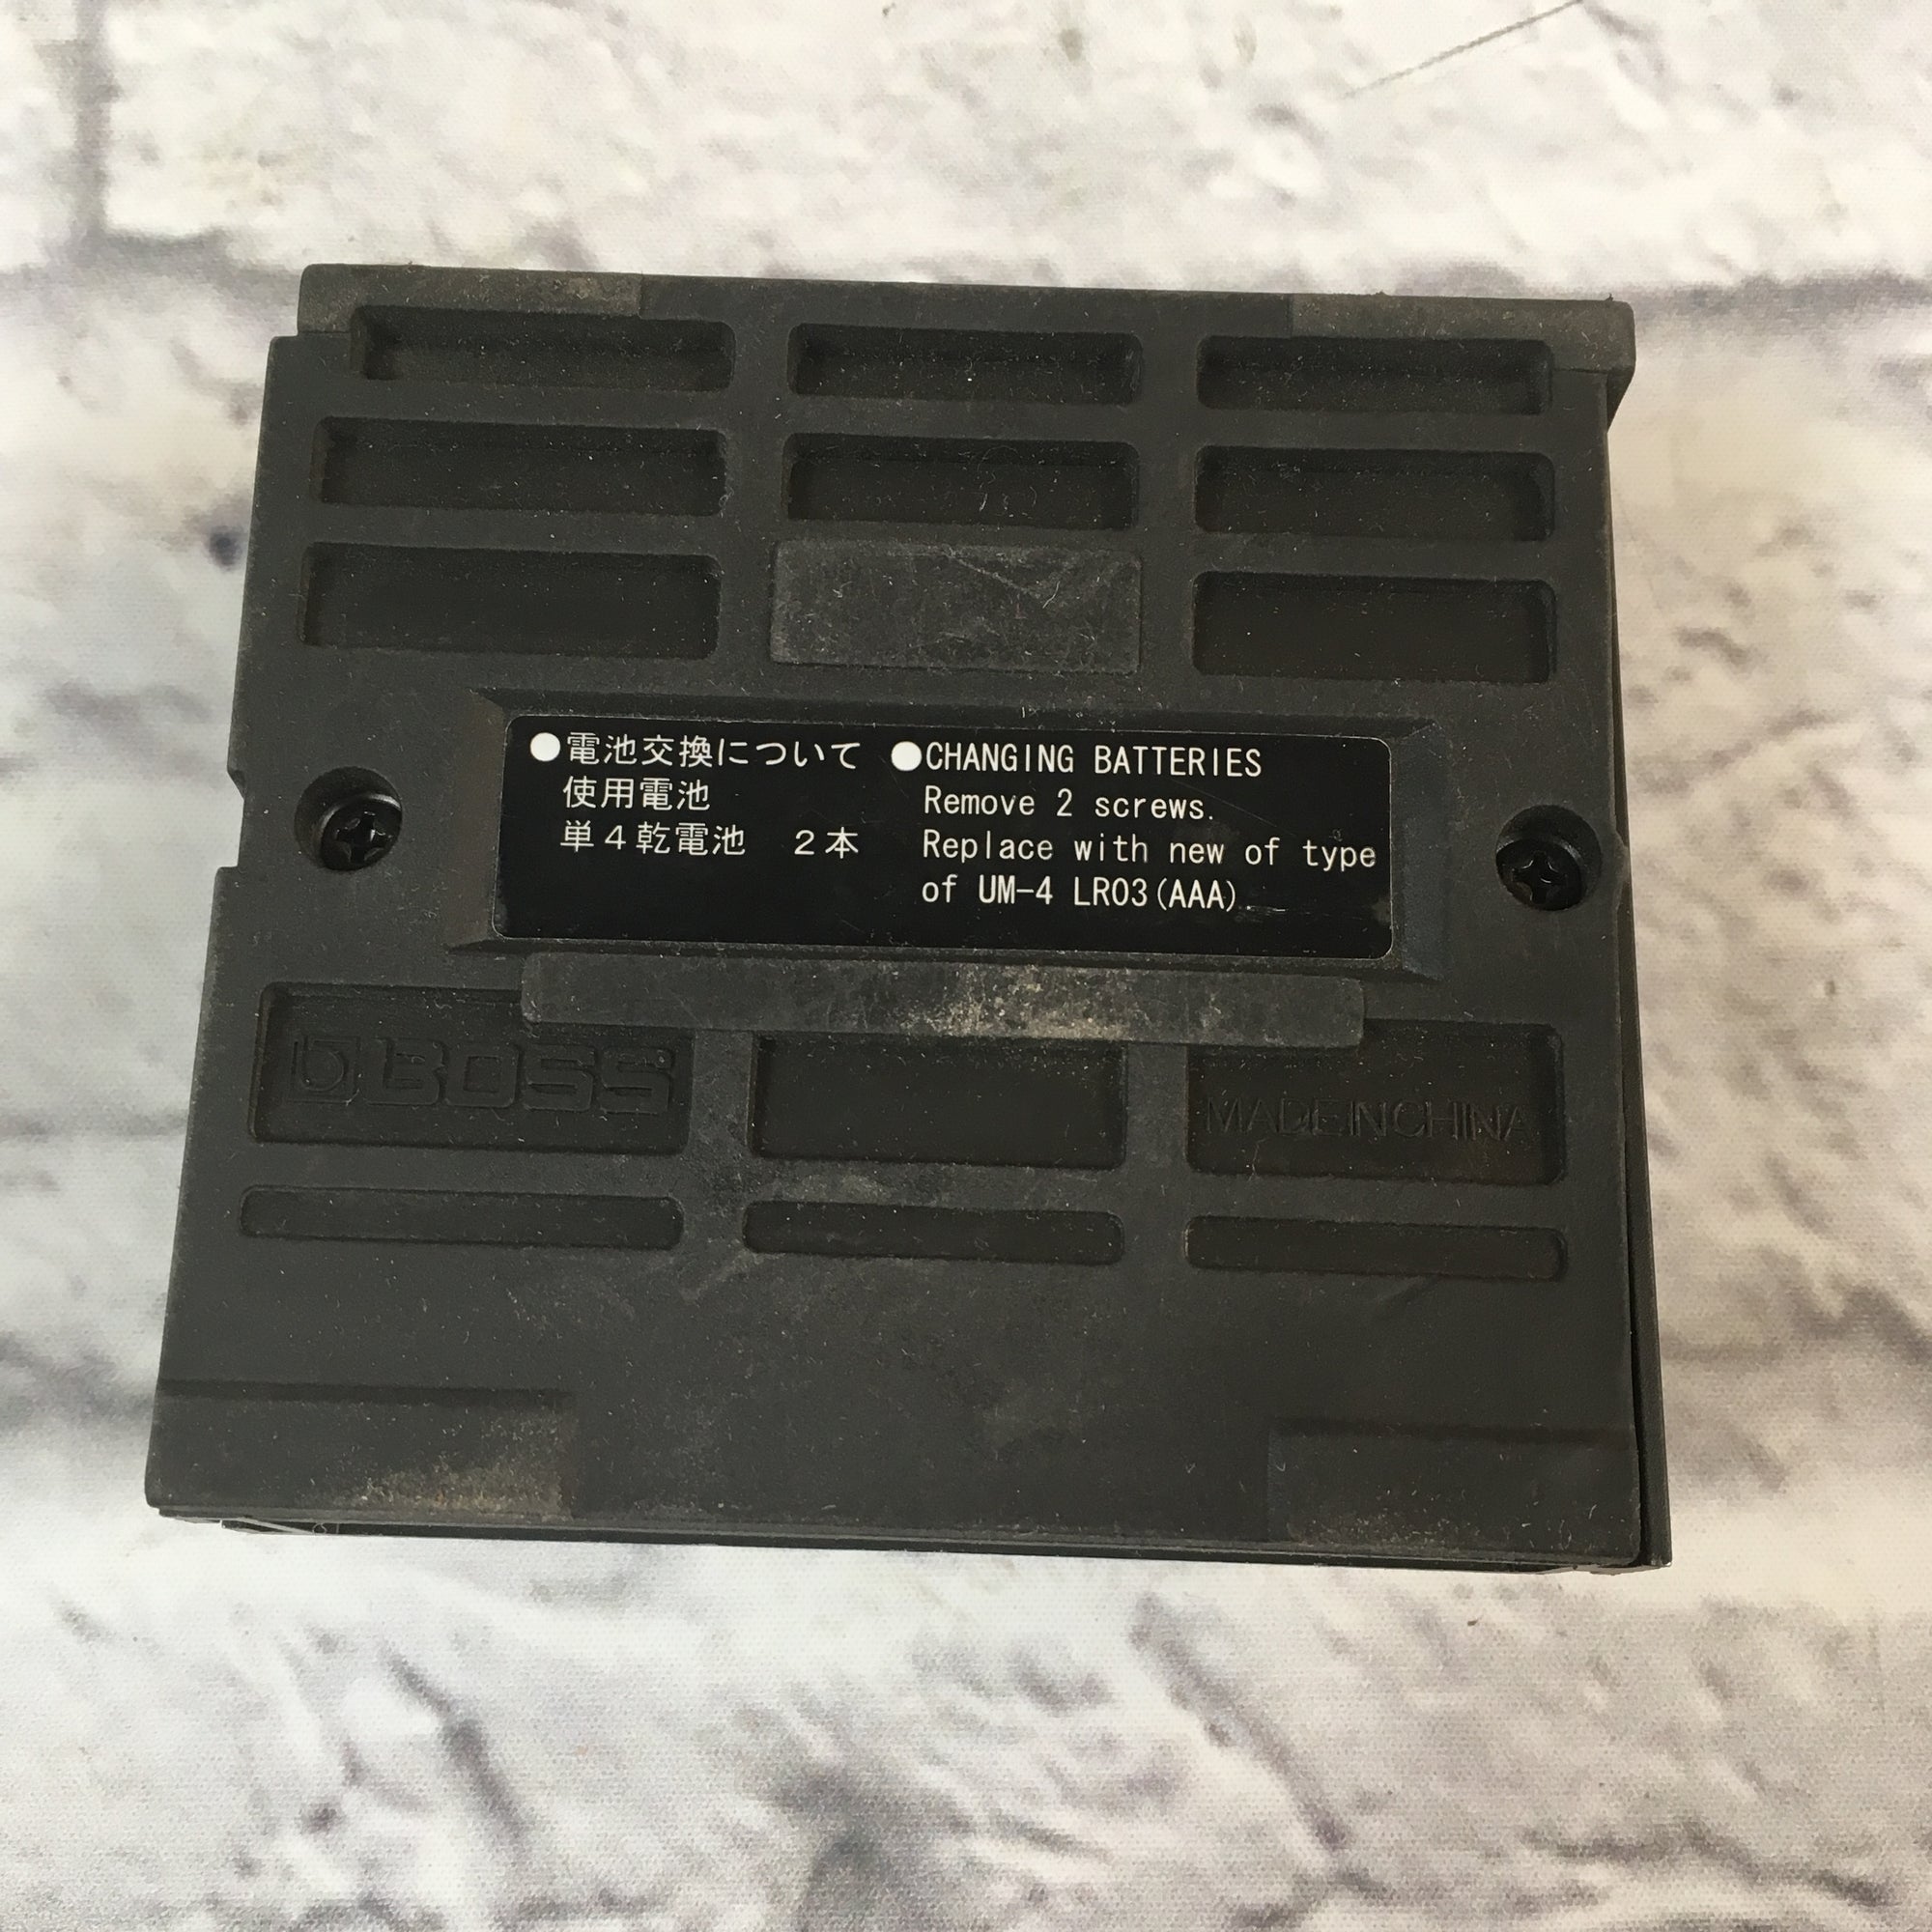 ●電池交換について
使用電池
単４乾電池　２本
●CHANGING BATTERIES
Remove 2 screws.
Replace with new of type
of UM-4 LR03(AAA).
BOSS
MADE IN CHINA